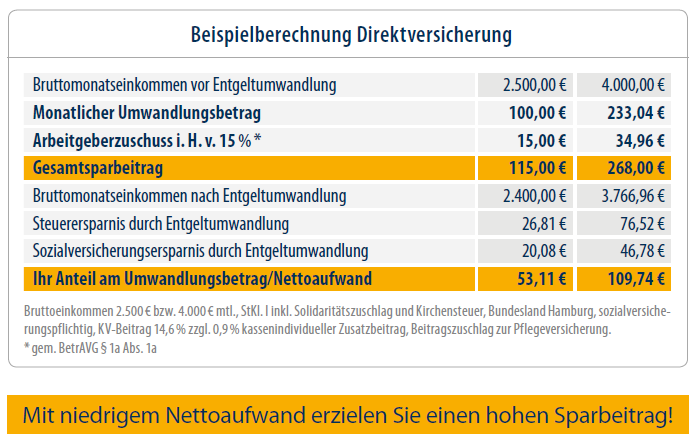 Beispielberechnung Direktversicherung
Bruttomonatseinkommen vor Entgeltumwandlung 2.500,00 € 4.000,00 €
Monatlicher Umwandlungsbetrag 100,00 € 233,04 €
Arbeitgeberzuschuss i. H. v. 15 % * 15,00 € 34,96 €
Gesamtsparbeitrag 115,00 € 268,00 €
Bruttomonatseinkommen nach Entgeltumwandlung 2.400,00 € 3.766,96 €
Steuerersparnis durch Entgeltumwandlung 26,81 € 76,52 €
Sozialversicherungsersparnis durch Entgeltumwandlung 20,08 € 46,78 €
Ihr Anteil am Umwandlungsbetrag/Nettoaufwand 53,11 € 109,74 €
Bruttoeinkommen 2.500 € bzw. 4.000 € mtl., StKl. I inkl. Solidaritätszuschlag und Kirchensteuer, Bundesland Hamburg, sozialversiche-
rungspflichtig, KV-Beitrag 14,6 % zzgl. 0,9 % kassenindividueller Zusatzbeitrag, Beitragszuschlag zur Pflegeversicherung.
* gem. BetrAVG § 1a Abs. 1a
Mit niedrigem Nettoaufwand erzielen Sie einen hohen Sparbeitrag!